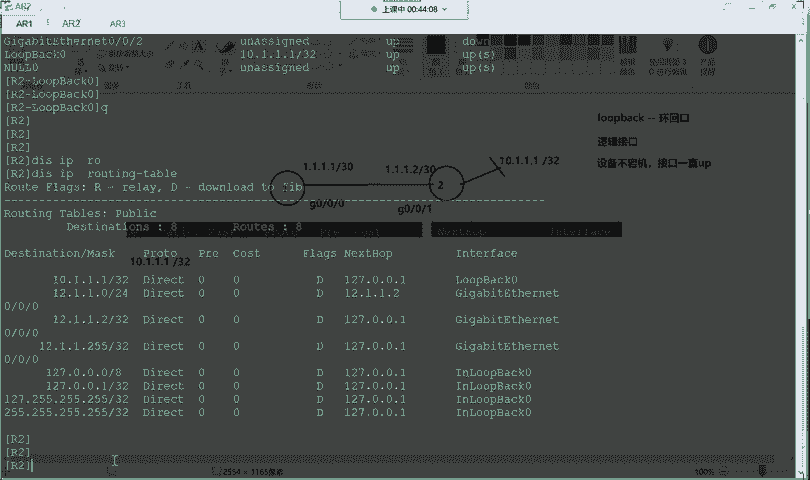 AR2
上课中 00:44:08
AR1 AR2 AR3
GigabitEthernet0/0/2 unassigned up down
LoopBack0 10.1.1.1/32 up up(s)
NULL0 unassigned up up(s)
[R2-LoopBack0]
[R2-LoopBack0]
[R2-LoopBack0]q
[R2]
[R2]
[R2]
[R2]dis ip ro
[R2]dis ip routing-table
Route Flags: R - relay, D - download to fib
Routing Tables: Public
Destinations : 8 Routes : 8
Destination/Mask Proto Pre Cost Flags NextHop Interface
10.1.1.1/32 Direct 0 0 D 127.0.0.1 LoopBack0
12.1.1.0/24 Direct 0 0 D 12.1.1.2 GigabitEthernet
0/0/0
12.1.1.2/32 Direct 0 0 D 127.0.0.1 GigabitEthernet
0/0/0
12.1.1.255/32 Direct 0 0 D 127.0.0.1 GigabitEthernet
0/0/0
127.0.0.0/8 Direct 0 0 D 127.0.0.1 InLoopBack0
127.0.0.1/32 Direct 0 0 D 127.0.0.1 InLoopBack0
127.255.255.255/32 Direct 0 0 D 127.0.0.1 InLoopBack0
255.255.255.255/32 Direct 0 0 D 127.0.0.1 InLoopBack0
[R2]
[R2]
[R2]
loopback -- 环回口
逻辑接口
设备不宕机，接口一直up
1.1.1.1/30
1.1.1.2/30
10.1.1.1 /32
2
g0/0/0
g0/0/1
10.1.1.1 /32
2554 × 1165像素
100%